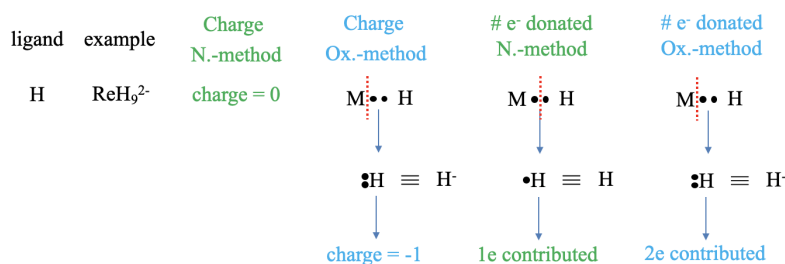 ligand example Charge N.-method Charge Ox.-method # e⁻ donated N.-method # e⁻ donated Ox.-method
H ReH₉²⁻ charge = 0 M •• H M •• H M •• H
:H ≡ H⁻ •H ≡ H :H ≡ H⁻
charge = -1 1e contributed 2e contributed